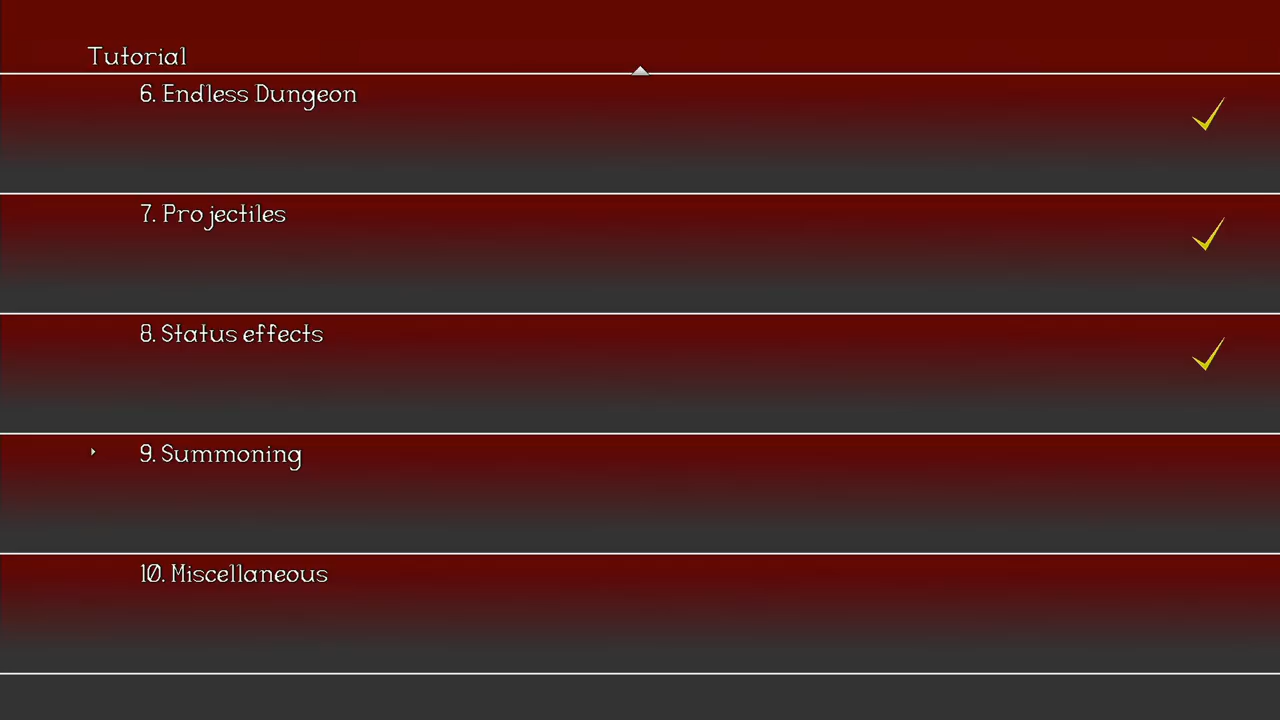 Tutorial
6. Endless Dungeon
7. Projectiles
8. Status effects
9. Summoning
10. Miscellaneous